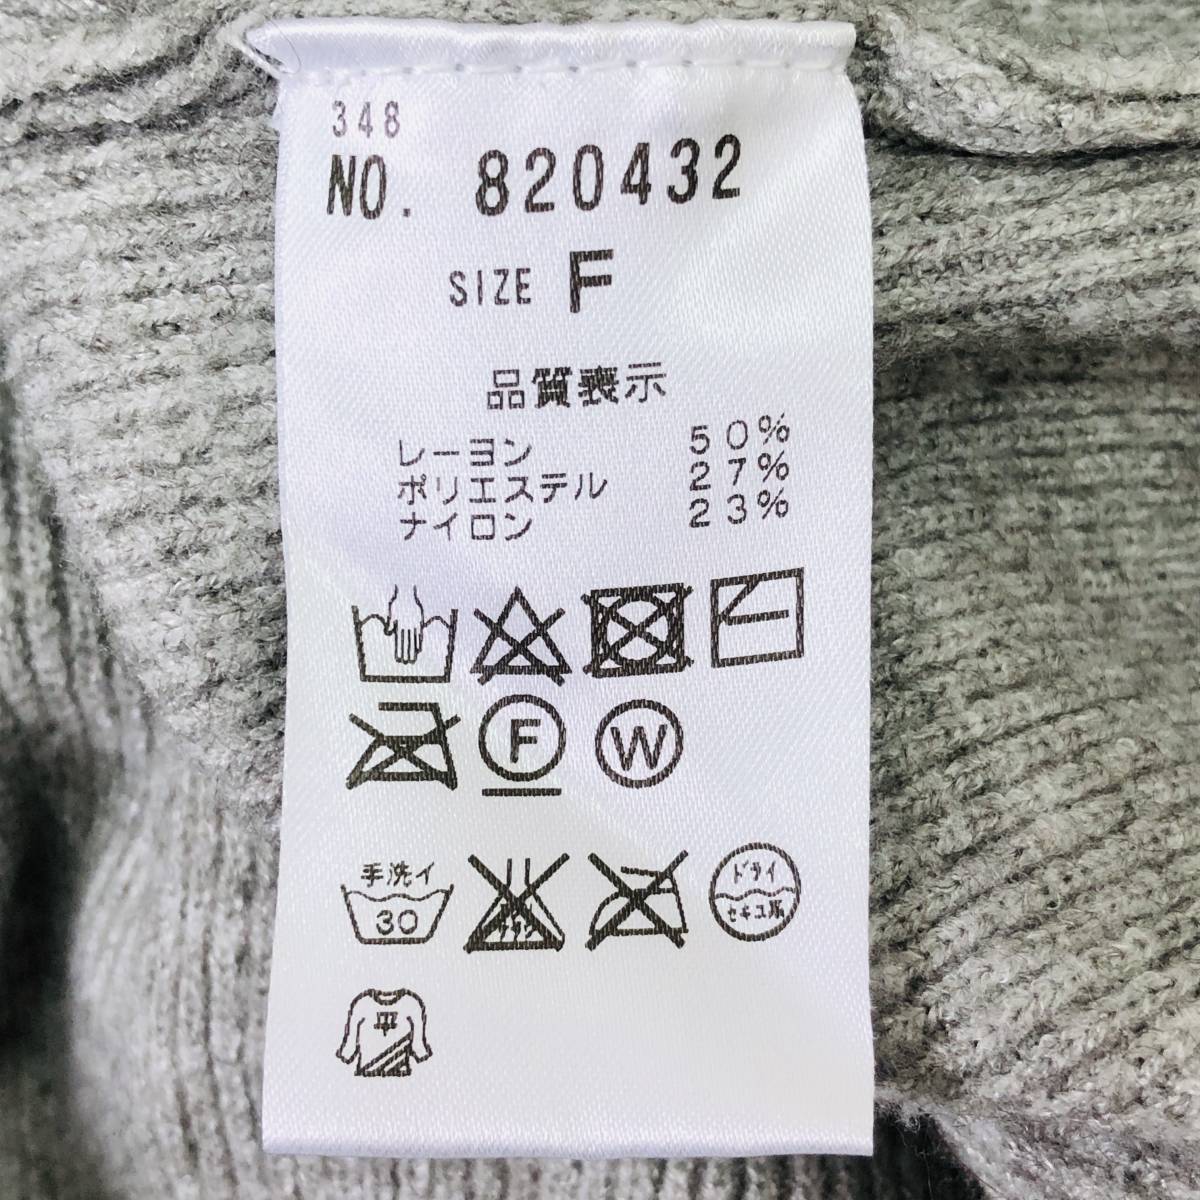 348
NO. 820432
SIZE F
品質表示
レーヨン 50%
ポリエステル 27%
ナイロン 23%
F W
手洗イ
30
ドライ
セキユ系
平